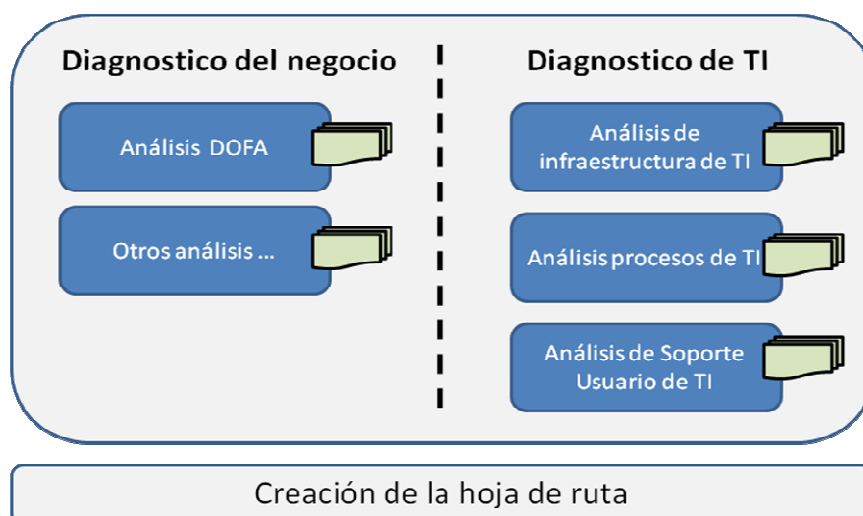 Diagnostico del negocio
Análisis DOFA
Otros análisis ...
Diagnostico de TI
Análisis de
infraestructura de TI
Análisis procesos de TI
Análisis de Soporte
Usuario de TI
Creación de la hoja de ruta